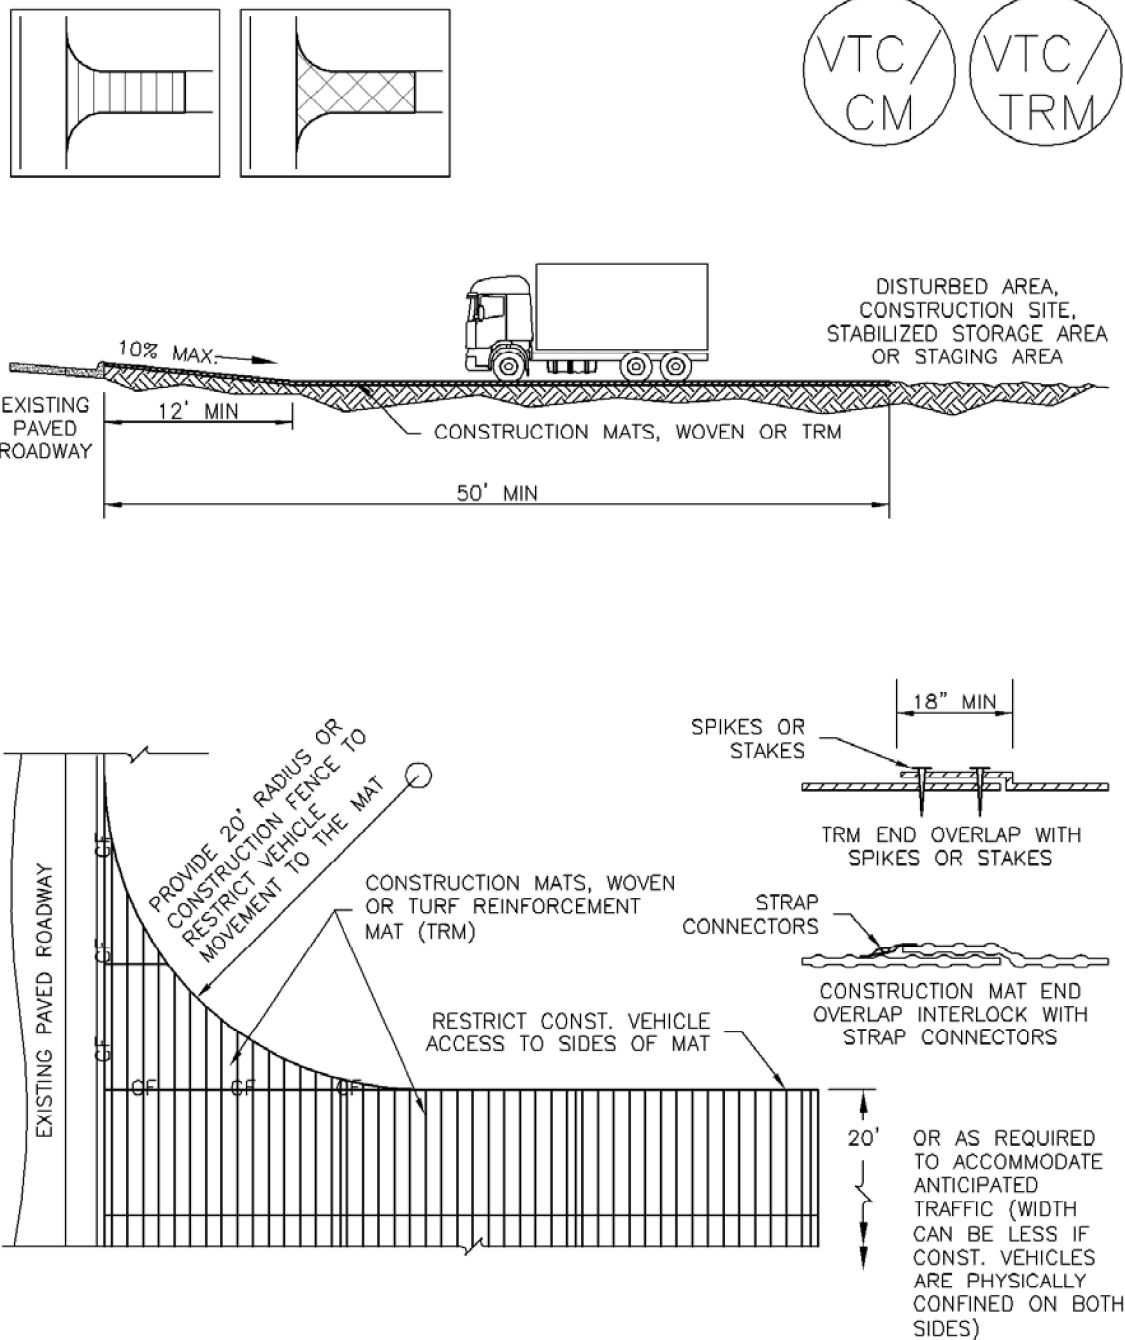 VTC/
CM
VTC/
TRM
DISTURBED AREA,
CONSTRUCTION SITE,
STABILIZED STORAGE AREA
OR STAGING AREA
10% MAX.
EXISTING
PAVED
ROADWAY
12' MIN
CONSTRUCTION MATS, WOVEN OR TRM
50' MIN
PROVIDE 20' RADIUS OR
CONSTRUCTION FENCE TO
RESTRICT VEHICLE
MOVEMENT TO THE MAT
18" MIN
SPIKES OR
STAKES
TRM END OVERLAP WITH
SPIKES OR STAKES
CONSTRUCTION MATS, WOVEN
OR TURF REINFORCEMENT
MAT (TRM)
STRAP
CONNECTORS
CONSTRUCTION MAT END
OVERLAP INTERLOCK WITH
STRAP CONNECTORS
RESTRICT CONST. VEHICLE
ACCESS TO SIDES OF MAT
EXISTING PAVED ROADWAY
CF
CF
CF
CF
CF
CF
20'
OR AS REQUIRED
TO ACCOMMODATE
ANTICIPATED
TRAFFIC (WIDTH
CAN BE LESS IF
CONST. VEHICLES
ARE PHYSICALLY
CONFINED ON BOTH
SIDES)